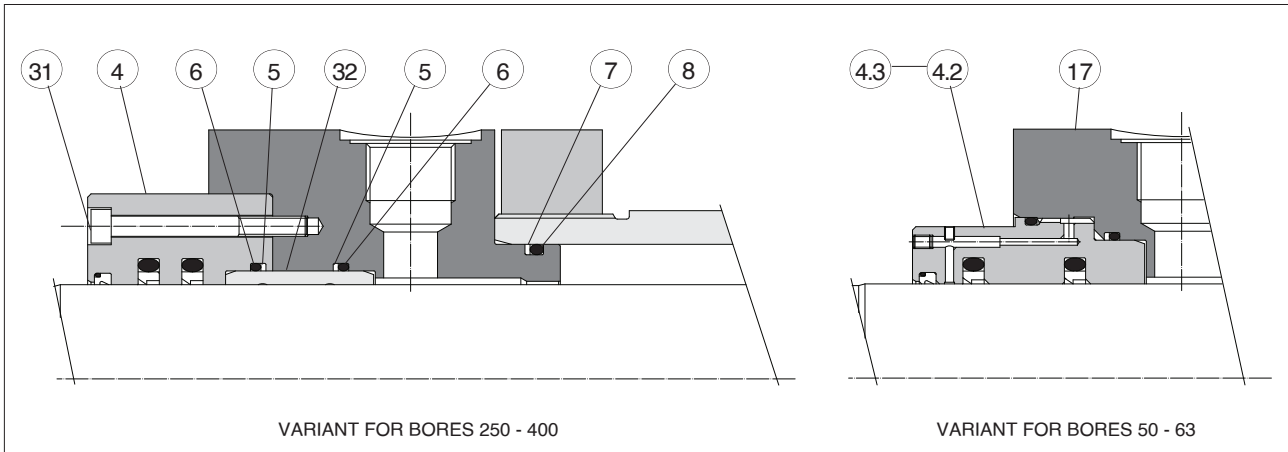 31 4 6 5 32 5 6 7 8 4.3 4.2 17
VARIANT FOR BORES 250 - 400
VARIANT FOR BORES 50 - 63